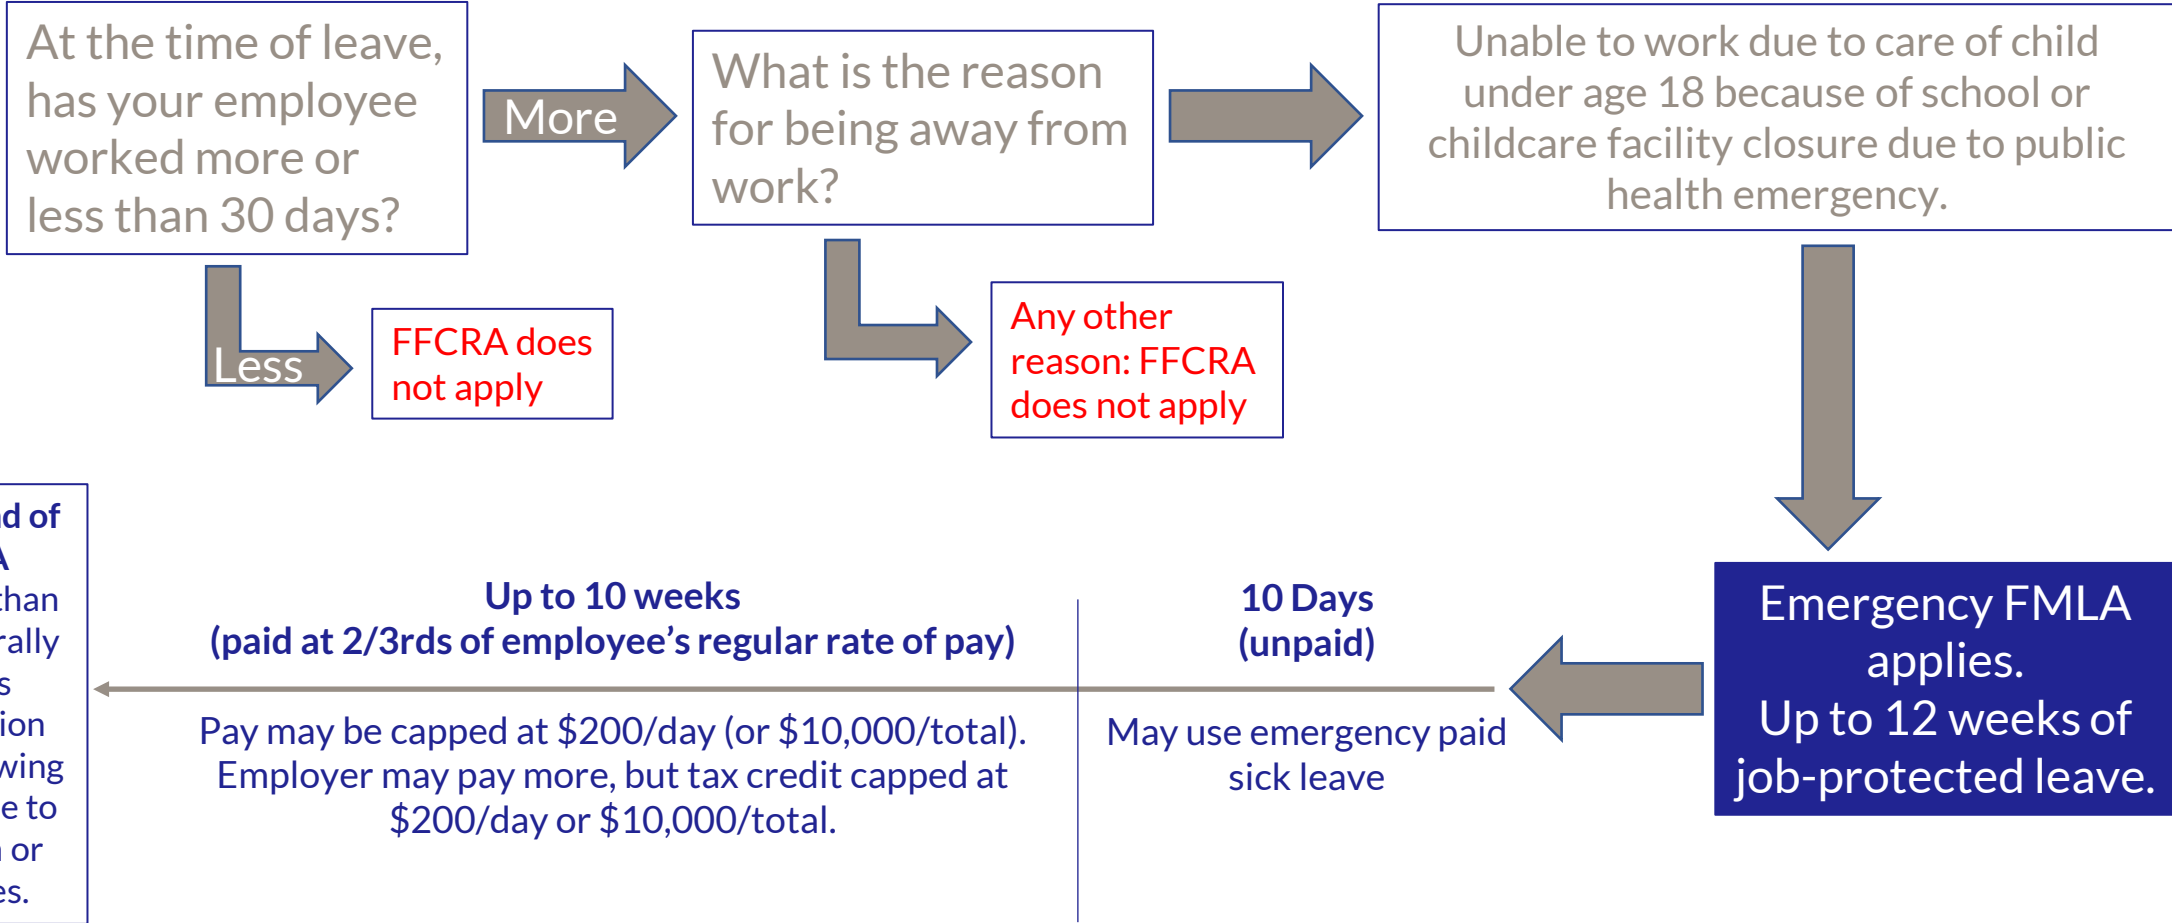 At the time of leave,
has your employee
worked more or
less than 30 days?
More
What is the reason
for being away from
work?
Unable to work due to care of child
under age 18 because of school or
childcare facility closure due to public
health emergency.
Less
FFCRA does
not apply
Any other
reason: FFCRA
does not apply
Emergency FMLA
applies.
Up to 12 weeks of
job-protected leave.
10 Days
(unpaid)
May use emergency paid
sick leave
Up to 10 weeks
(paid at 2/3rds of employee’s regular rate of pay)
Pay may be capped at $200/day (or $10,000/total).
Employer may pay more, but tax credit capped at
$200/day or $10,000/total.
of
than
to
or